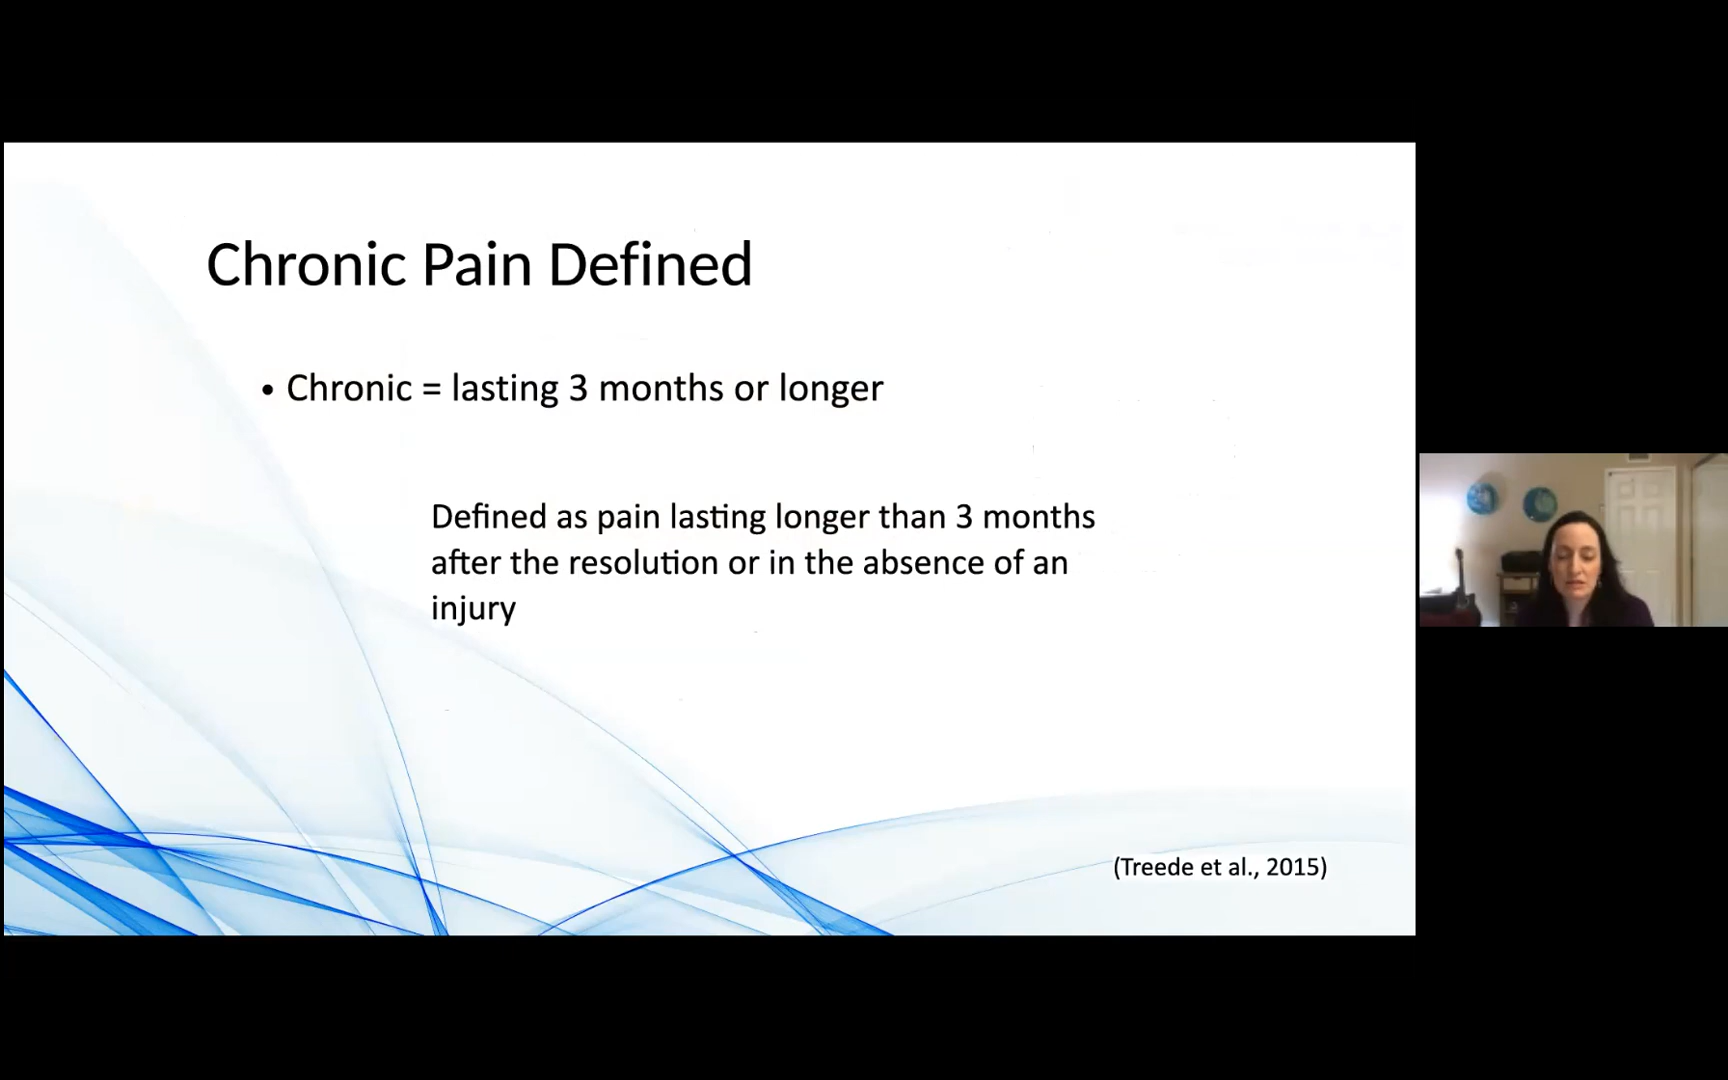 Chronic Pain Defined
• Chronic = lasting 3 months or longer
Defined as pain lasting longer than 3 months
after the resolution or in the absence of an
injury
(Treede et al., 2015)